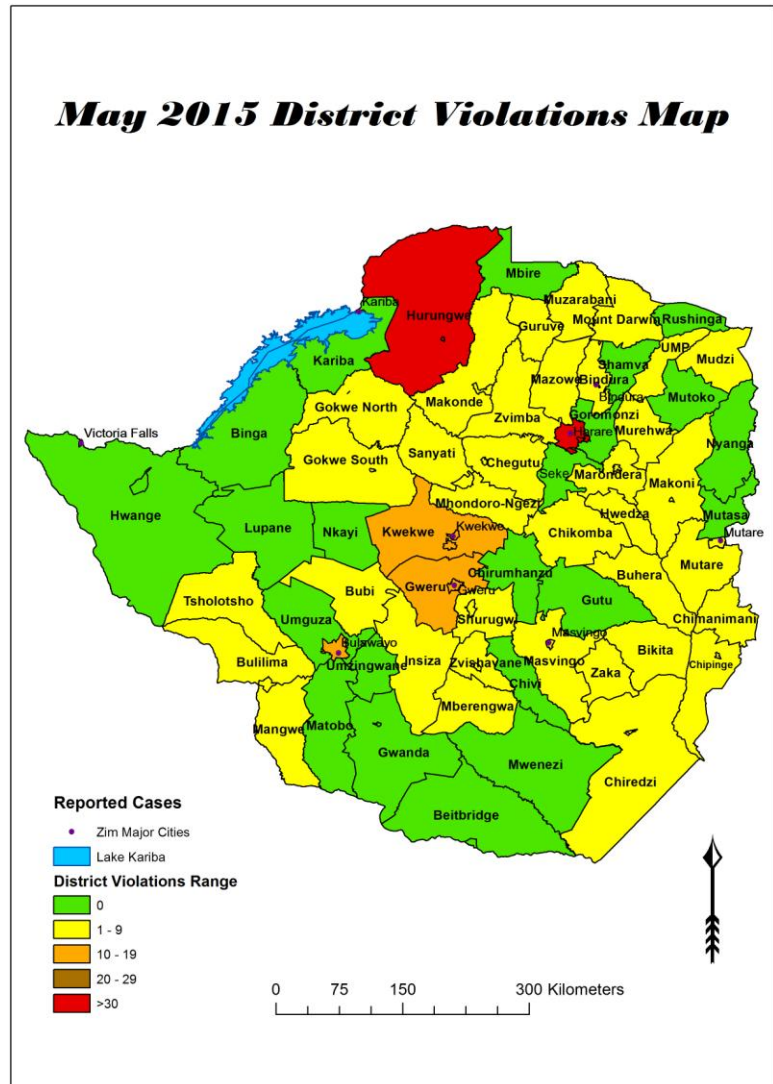 May 2015 District Violations Map
Mbire
Kariba
Hurungwe
Muzarabani
Guruve
Mount Darwin
Rushinga
Kariba
UMP
Mudzi
Shamva
Mazowe
Bindura
Bindura
Mutoko
Gokwe North
Makonde
Zvimba
Goromonzi
Harare
Murehwa
Nyanga
Victoria Falls
Binga
Gokwe South
Sanyati
Chegutu
Seke
Marondera
Makoni
Hwange
Lupane
Nkayi
Mhondoro-Ngezi
Hwedza
Mutasa
Kwekwe
Kwekwe
Chikomba
Mutare
Mutare
Tsholotsho
Bubi
Gweru
Gweru
Chirumhanzu
Buhera
Gutu
Umguza
Shurugwi
Chimanimani
Bulawayo
Masvingo
Bulilima
Umzingwane
Insiza
Zvishavane
Masvingo
Bikita
Chipinge
Zaka
Chivi
Mberengwa
Mangwe
Matobo
Gwanda
Mwenezi
Chiredzi
Beitbridge
Reported Cases
Zim Major Cities
Lake Kariba
District Violations Range
0
1 - 9
10 - 19
20 - 29
>30
0 75 150 300 Kilometers